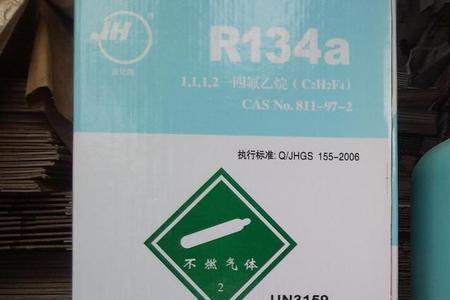 JH
R134a
1,1,1,2—四氟乙烷 ( C2H2F4 )
CAS No. 811-97-2
执行标准: Q/JHGS 155-2006
不燃气体
2
UN3159